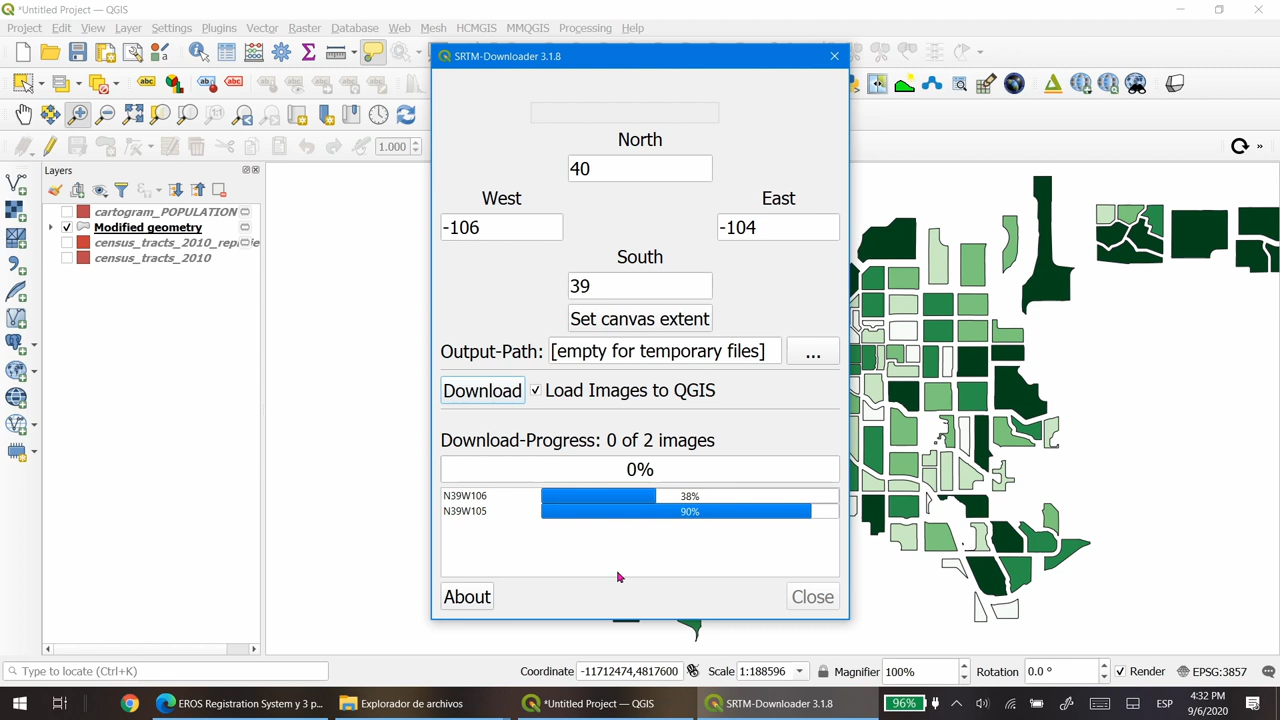 *Untitled Project — QGIS
Project Edit View Layer Settings Plugins Vector Raster Database Web Mesh HCMGIS MMQGIS Processing Help
SRTM-Downloader 3.1.8
abc abc abc
1.000
Layers
cartogram_POPULATION
Modified geometry
census_tracts_2010_repr
census_tracts_2010
North
40
West East
-106 -104
South
39
Set canvas extent
Output-Path: [empty for temporary files] ...
Download Load Images to QGIS
Download-Progress: 0 of 2 images
0%
N39W106 38%
N39W105 90%
About Close
Type to locate (Ctrl+K) Coordinate -11712474,4817600 Scale 1:188596 Magnifier 100% Rotation 0.0 ° Render EPSG:3857
EROS Registration System y 3 p... Explorador de archivos *Untitled Project — QGIS SRTM-Downloader 3.1.8 96% ESP 4:32 PM
9/6/2020